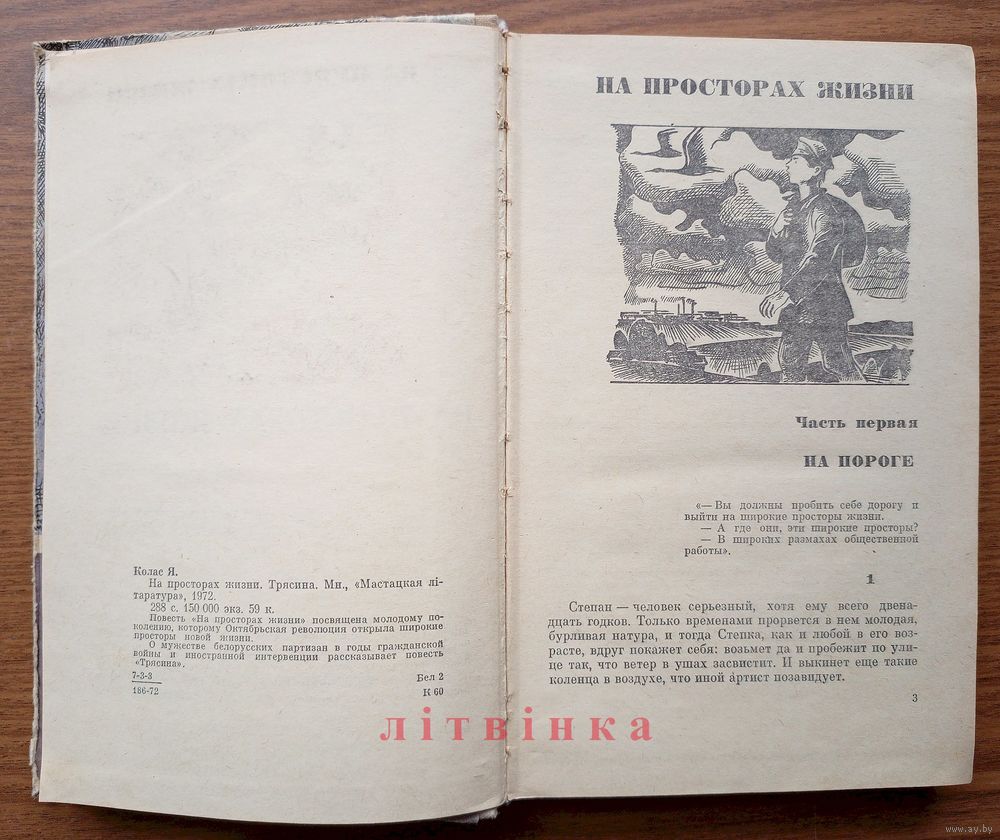 Колас Я.
На просторах жизни. Трясина. Мн., «Мастацкая лі-
таратура», 1972.
288 с. 150 000 экз. 59 к.
Повесть «На просторах жизни» посвящена молодому по-
колению, которому Октябрьская революция открыла широкие
просторы новой жизни.
О мужестве белорусских партизан в годы гражданской
войны и иностранной интервенции рассказывает повесть
«Трясина».
7-3-3
186-72
Бел 2
К 60
НА ПРОСТОРАХ ЖИЗНИ
Часть первая
НА ПОРОГЕ
«— Вы должны пробить себе дорогу и
выйти на широкие просторы жизни.
— А где они, эти широкие просторы?
— В широких размахах общественной
работы».
1
Степан — человек серьезный, хотя ему всего двена-
дцать годков. Только временами прорвется в нем молодая,
бурливая натура, и тогда Степка, как и любой в его воз-
расте, вдруг покажет себя: возьмет да и пробежит по ули-
це так, что ветер в ушах засвистит. И выкинет еще такие
коленца в воздухе, что иной а́ртист позавидует.
3
літвінка
www.ay.by